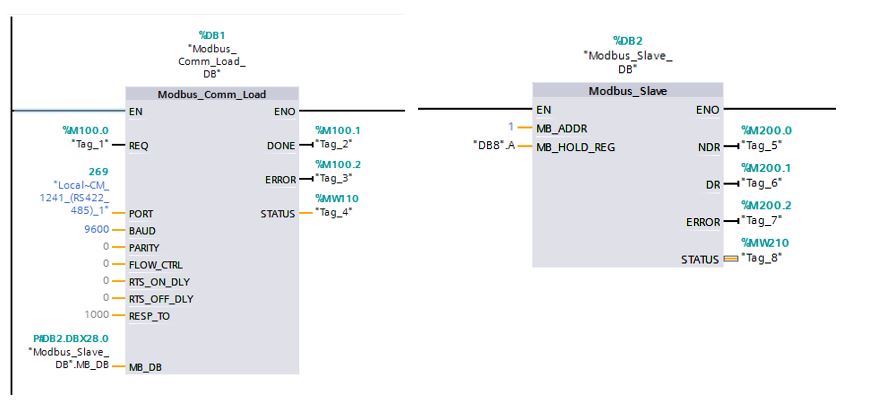 %DB1
"Modbus_
Comm_Load_
DB"
Modbus_Comm_Load
EN
ENO
%M100.0
"Tag_1"
REQ
%M100.1
DONE
"Tag_2"
%M100.2
ERROR
"Tag_3"
269
"Local~CM_
1241_(RS422_
485)_1"
PORT
%MW110
STATUS
"Tag_4"
9600
BAUD
0
PARITY
0
FLOW_CTRL
0
RTS_ON_DLY
0
RTS_OFF_DLY
1000
RESP_TO
P#DB2.DBX28.0
"Modbus_Slave_
DB".MB_DB
MB_DB
%DB2
"Modbus_Slave_
DB"
Modbus_Slave
EN
ENO
1
MB_ADDR
"DB8".A
MB_HOLD_REG
%M200.0
NDR
"Tag_5"
%M200.1
DR
"Tag_6"
%M200.2
ERROR
"Tag_7"
%MW210
STATUS
"Tag_8"